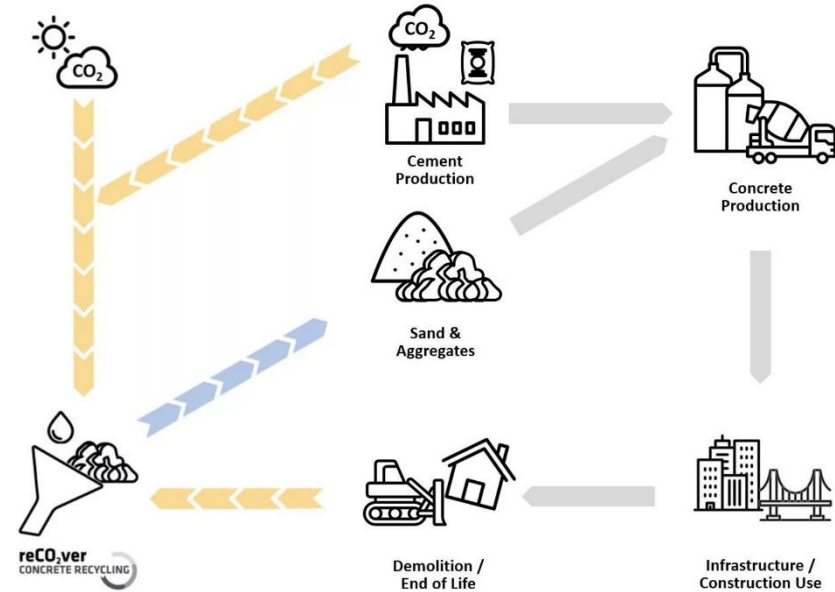 CO₂
CO₂
Cement
Production
Concrete
Production
Sand &
Aggregates
reCO₂ver
CONCRETE RECYCLING
Demolition /
End of Life
Infrastructure /
Construction Use